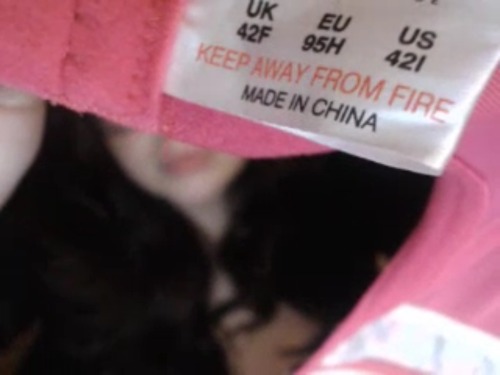 UK EU US
42F 95H 42I
KEEP AWAY FROM FIRE
MADE IN CHINA